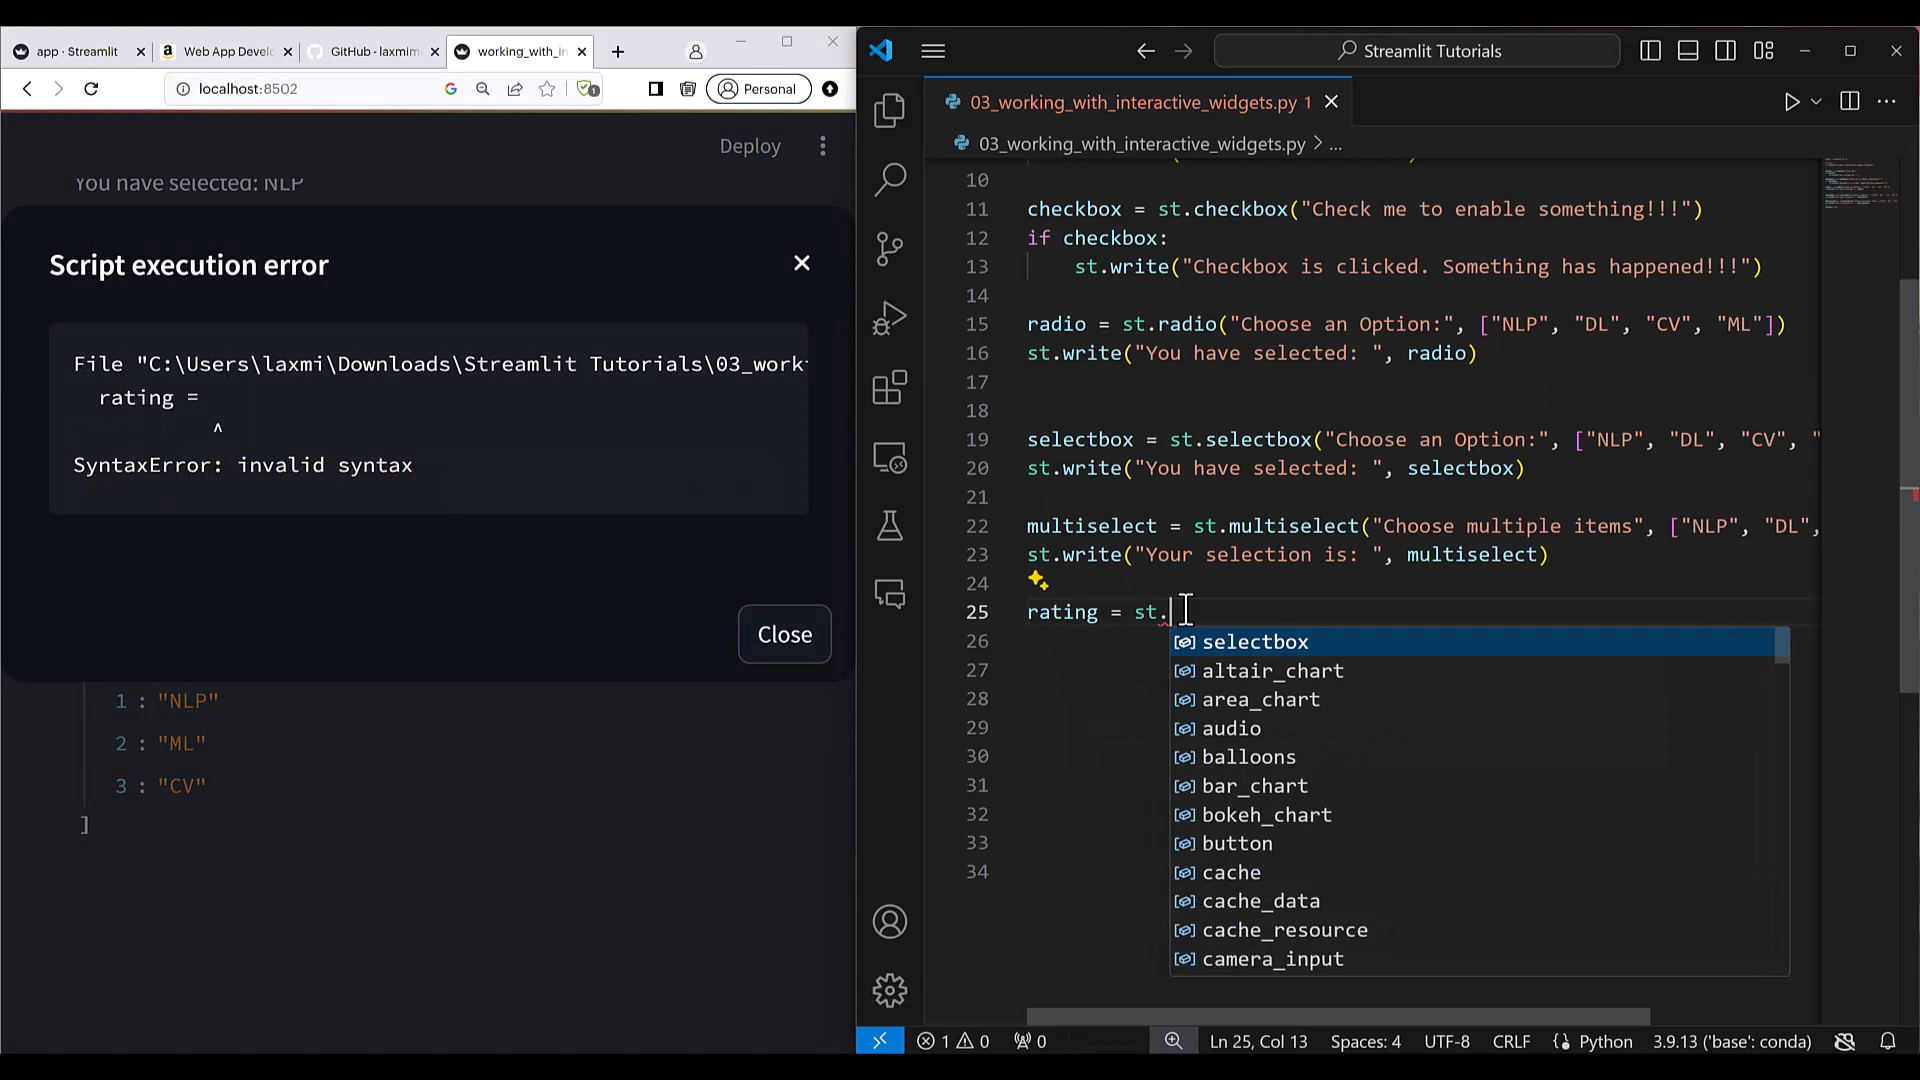 app · Streamlit
Web App Develo
GitHub - laxmim
working_with_in
localhost:8502
1
Personal
Deploy
You have selected: NLP
Script execution error
File "C:\Users\laxmi\Downloads\Streamlit Tutorials\03_work
rating =
^
SyntaxError: invalid syntax
Close
1 : "NLP"
2 : "ML"
3 : "CV"
]
Streamlit Tutorials
03_working_with_interactive_widgets.py 1
03_working_with_interactive_widgets.py > ...
10
11 checkbox = st.checkbox("Check me to enable something!!!")
12 if checkbox:
13 st.write("Checkbox is clicked. Something has happened!!!")
14
15 radio = st.radio("Choose an Option:", ["NLP", "DL", "CV", "ML"])
16 st.write("You have selected: ", radio)
17
18
19 selectbox = st.selectbox("Choose an Option:", ["NLP", "DL", "CV", "
20 st.write("You have selected: ", selectbox)
21
22 multiselect = st.multiselect("Choose multiple items", ["NLP", "DL",
23 st.write("Your selection is: ", multiselect)
24
25 rating = st.
26 selectbox
27 altair_chart
28 area_chart
29 audio
30 balloons
31 bar_chart
32 bokeh_chart
33 button
34 cache
cache_data
cache_resource
camera_input
1 0 0 Ln 25, Col 13 Spaces: 4 UTF-8 CRLF Python 3.9.13 ('base': conda)